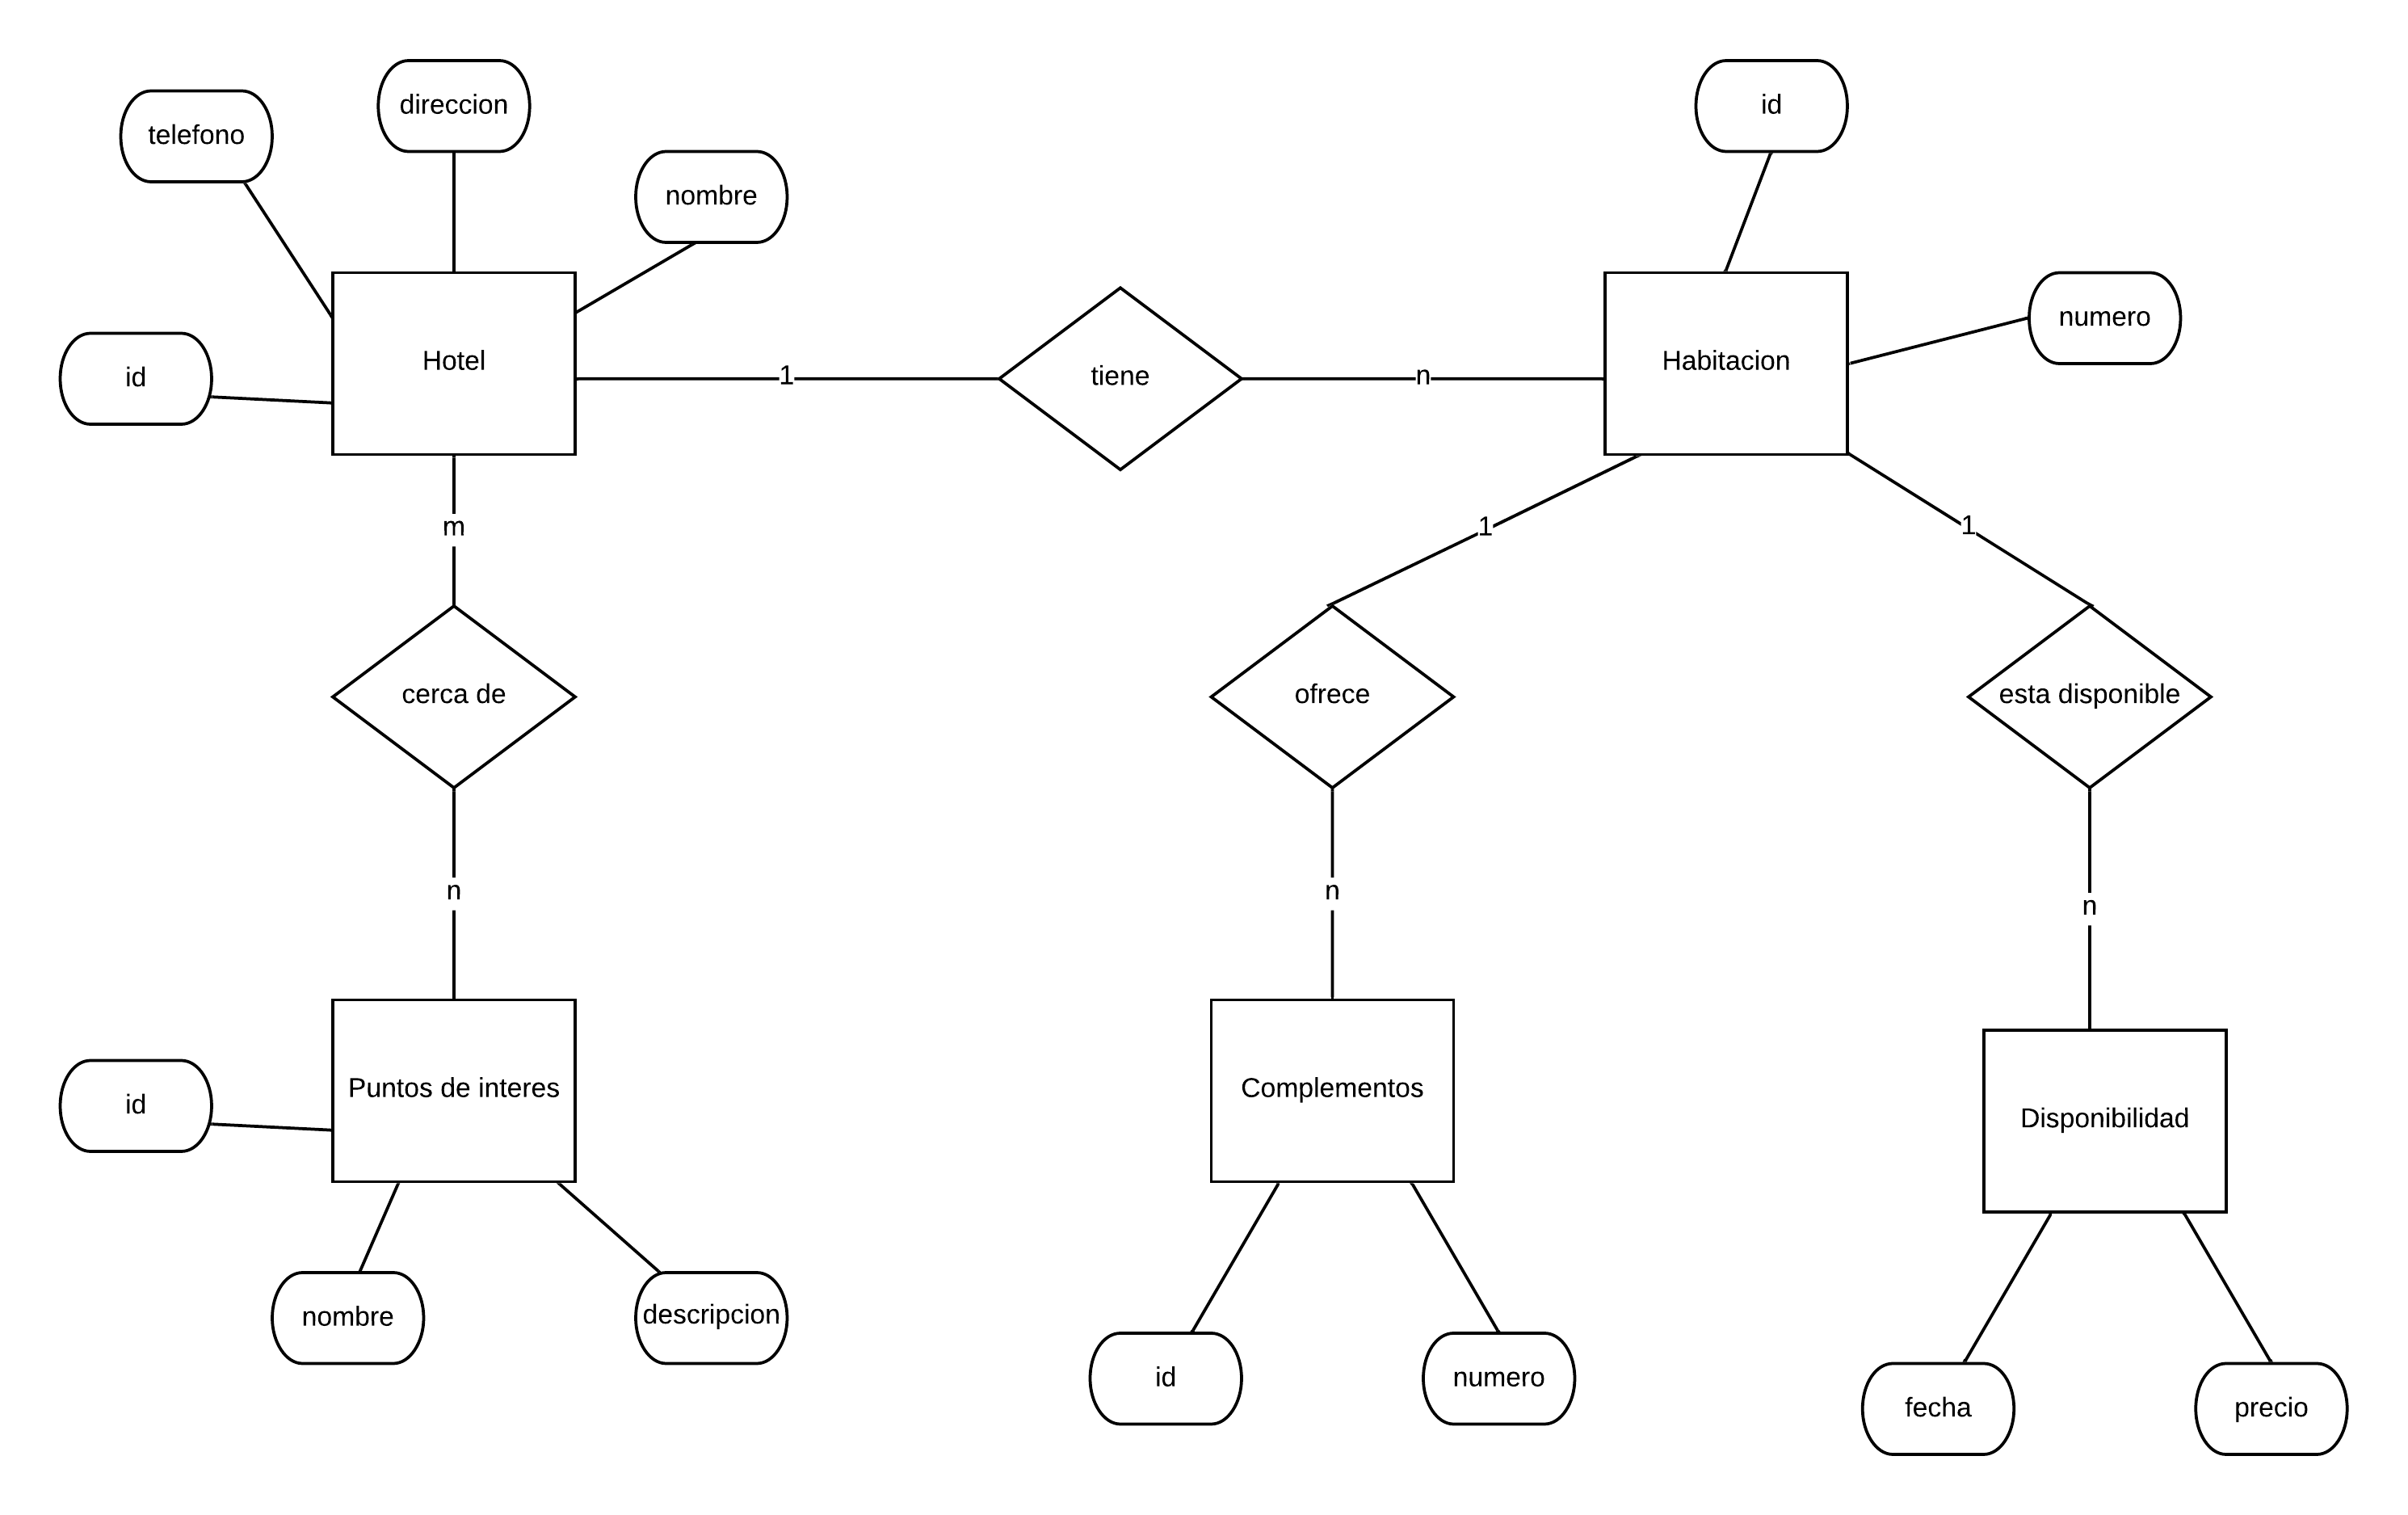 direccion
id
telefono
nombre
numero
Hotel
Habitacion
id
1
tiene
n
m
1
1
cerca de
ofrece
esta disponible
n
n
n
Puntos de interes
Complementos
id
Disponibilidad
nombre
descripcion
id
numero
fecha
precio